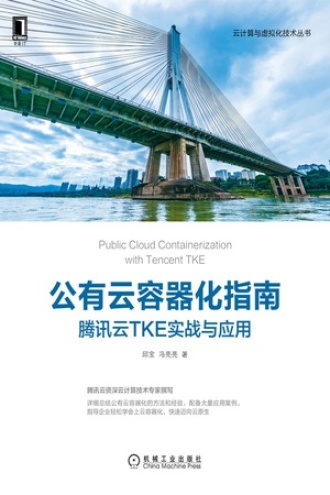 云计算与虚拟化技术丛书
Public Cloud Containerization
with Tencent TKE
公有云容器化指南
腾讯云TKE实战与应用
邱宝 冯亮亮 著
腾讯云资深云计算技术专家撰写
详细总结公有云容器化的方法和经验，配备大量应用案例，
指导企业轻松学会上云容器化，快速迈向云原生
机械工业出版社
China Machine Press